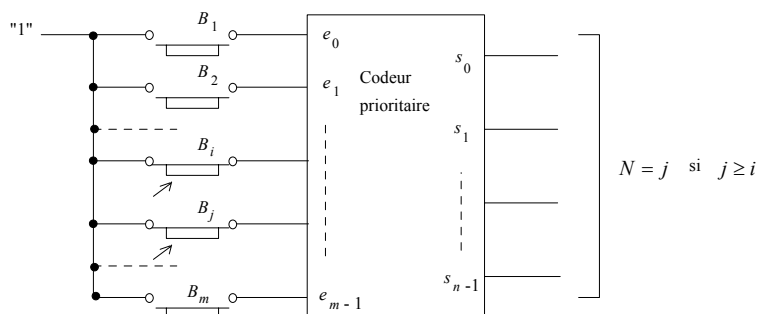 "1"
B₁
e₀
B₂
e₁
Codeur
prioritaire
s₀
s₁
Bᵢ
N = j si j ≥ i
Bⱼ
Bₘ
eₘ₋₁
sₙ₋₁